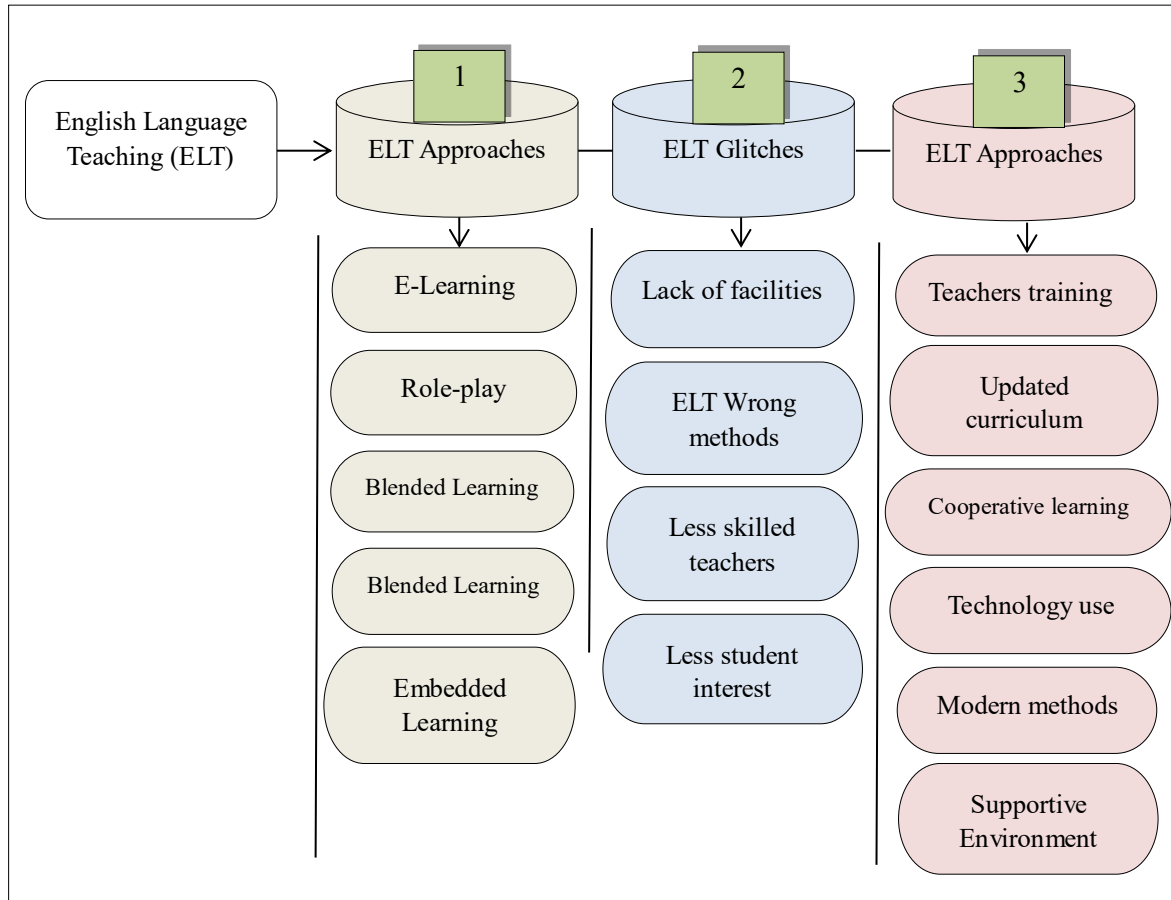 English Language
Teaching (ELT)
1
ELT Approaches
E-Learning
Role-play
Blended Learning
Blended Learning
Embedded
Learning
2
ELT Glitches
Lack of facilities
ELT Wrong
methods
Less skilled
teachers
Less student
interest
3
ELT Approaches
Teachers training
Updated
curriculum
Cooperative learning
Technology use
Modern methods
Supportive
Environment